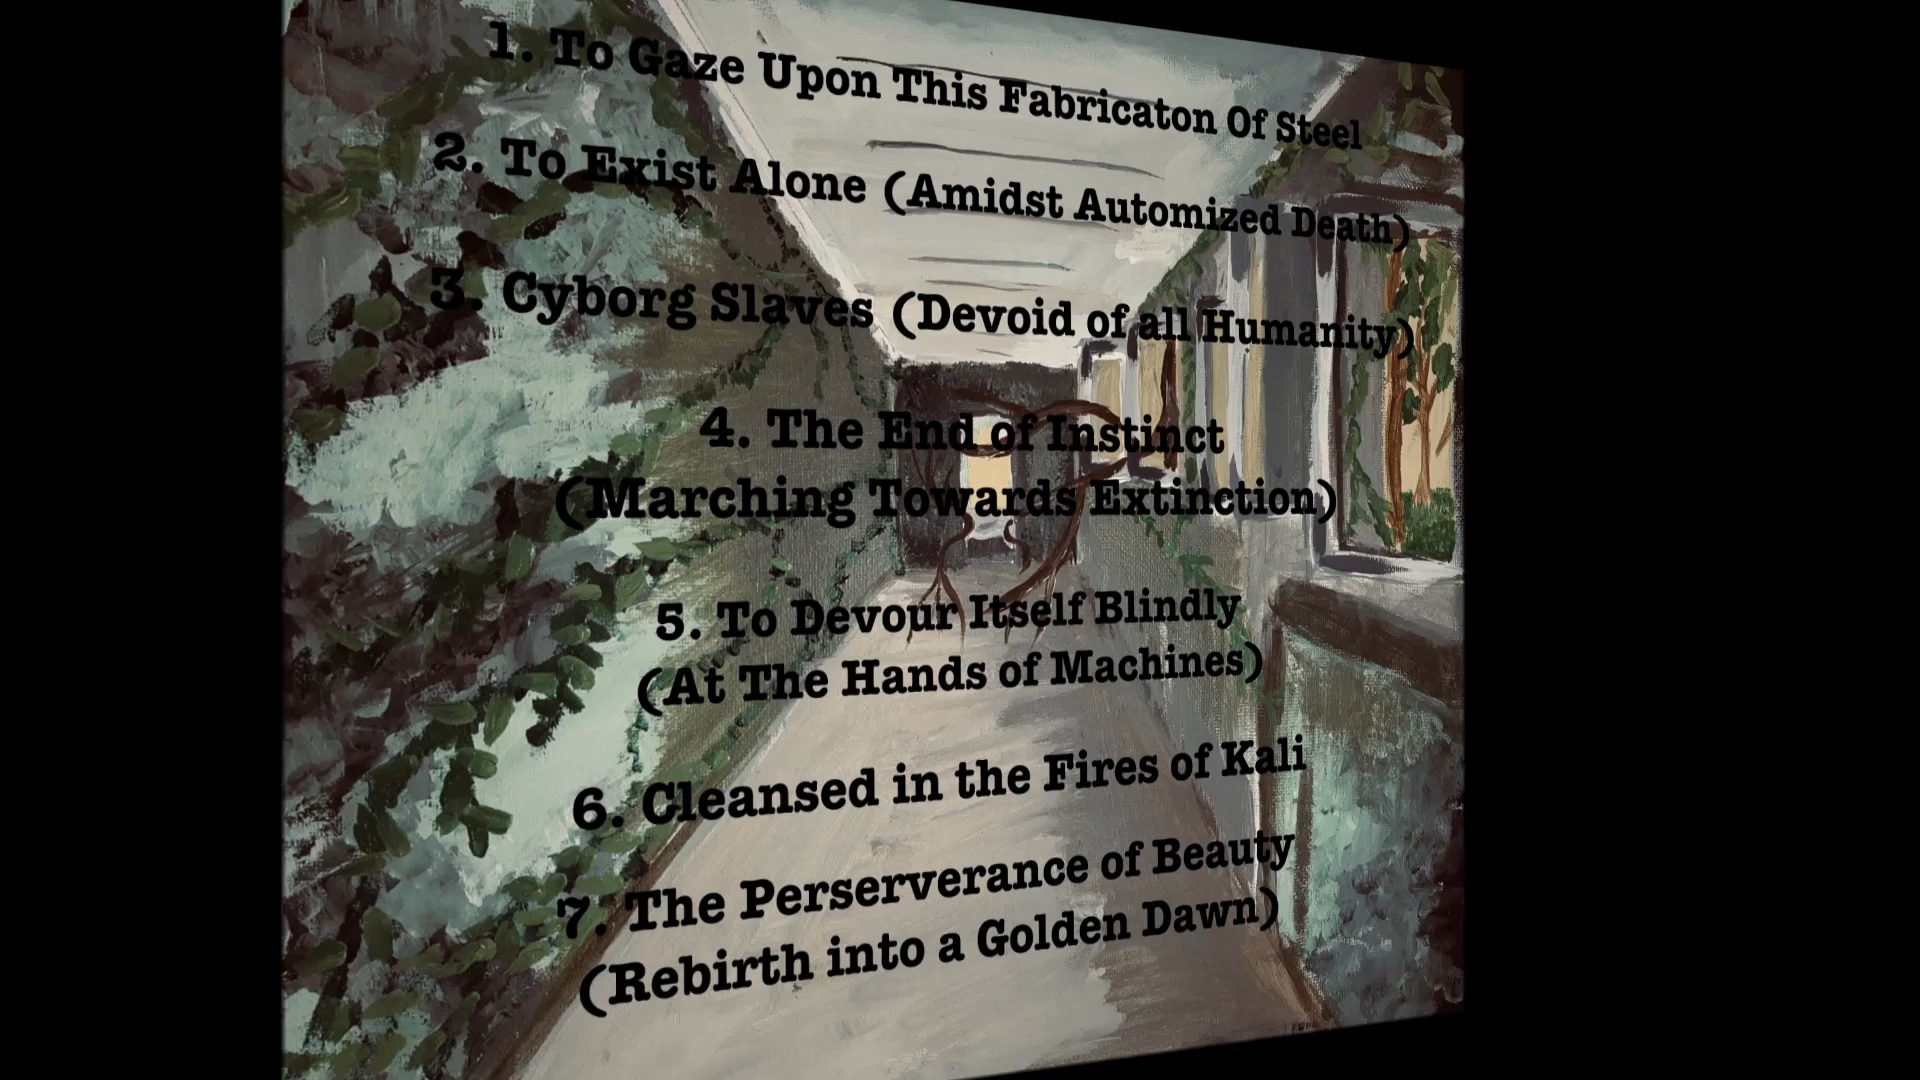 1. To Gaze Upon This Fabricaton Of Steel
2. To Exist Alone (Amidst Automized Death)
3. Cyborg Slaves (Devoid of all Humanity)
4. The End of Instinct
(Marching Towards Extinction)
5. To Devour Itself Blindly
(At The Hands of Machines)
6. Cleansed in the Fires of Kali
7. The Perserverance of Beauty
(Rebirth into a Golden Dawn)